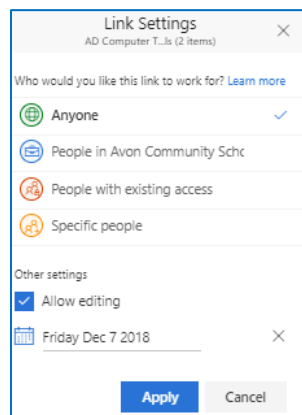 Link Settings
AD Computer T...ls (2 items)
Who would you like this link to work for? Learn more
Anyone
People in Avon Community Scho
People with existing access
Specific people
Other settings
Allow editing
Friday Dec 7 2018
Apply Cancel